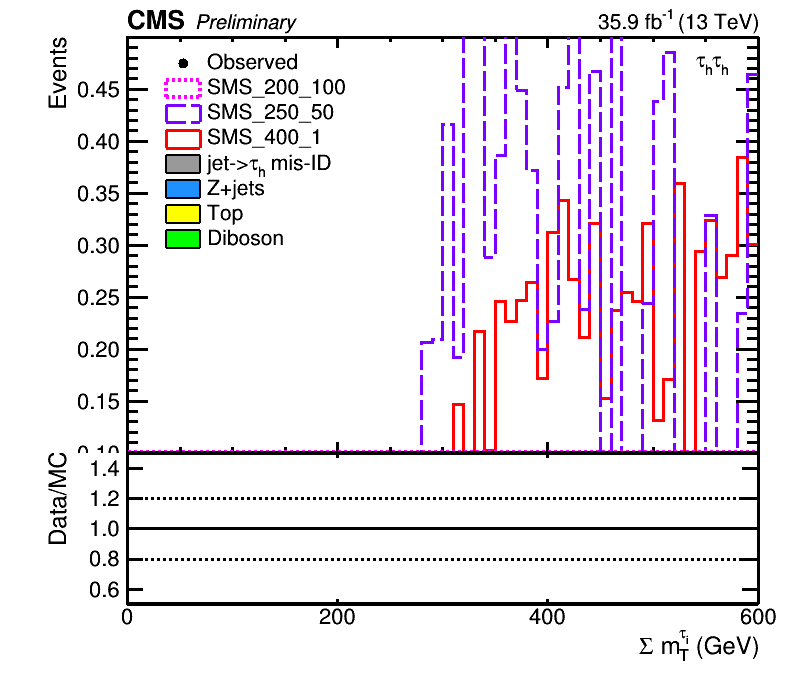 CMS Preliminary 35.9 fb⁻¹ (13 TeV)
Events
τₕτₕ
Observed
SMS_200_100
SMS_250_50
SMS_400_1
jet->τₕ mis-ID
Z+jets
Top
Diboson
0.45
0.40
0.35
0.30
0.25
0.20
0.15
0.10
Data/MC
1.4
1.2
1.0
0.8
0.6
0 200 400 600
Σ m_T^{τ_i} (GeV)